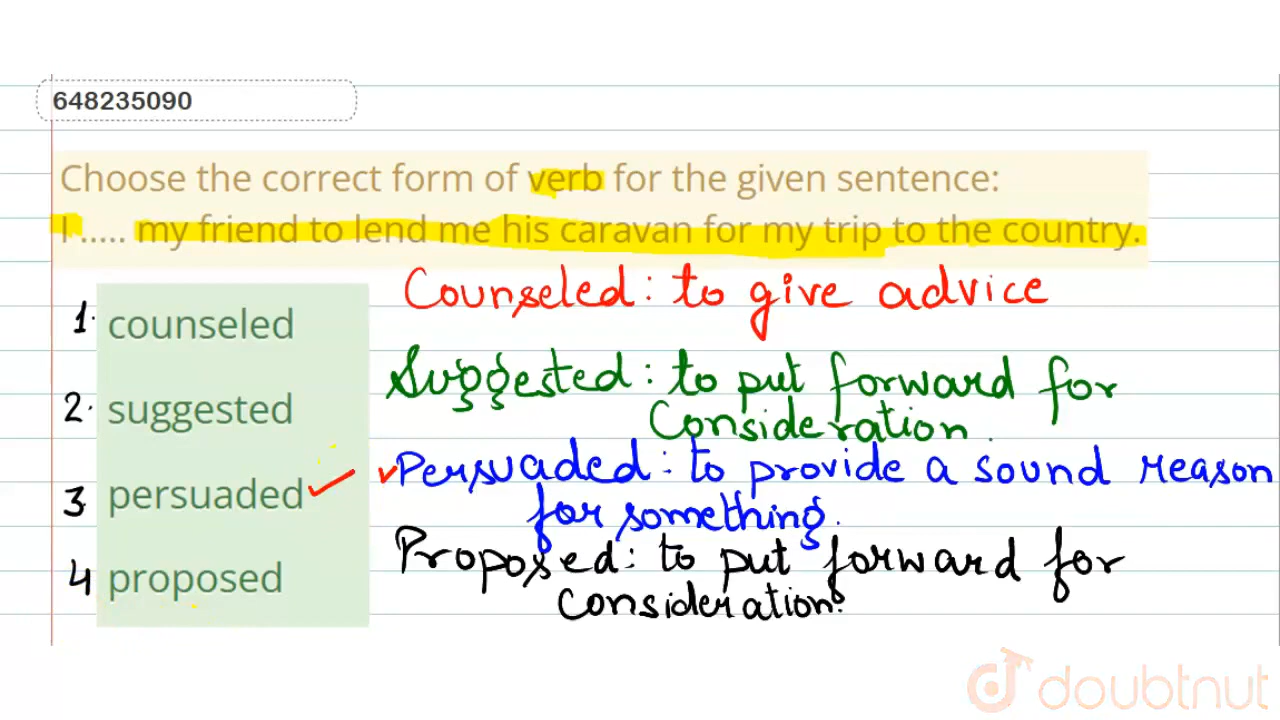 648235090
Choose the correct form of verb for the given sentence:
I ..... my friend to lend me his caravan for my trip to the country.
1. counseled
Counseled: to give advice
2. suggested
Suggested: to put forward for
Consideration.
3 persuaded
Persuaded: to provide a sound reason
for something.
4 proposed
Proposed: to put forward for
consideration.
doubtnut